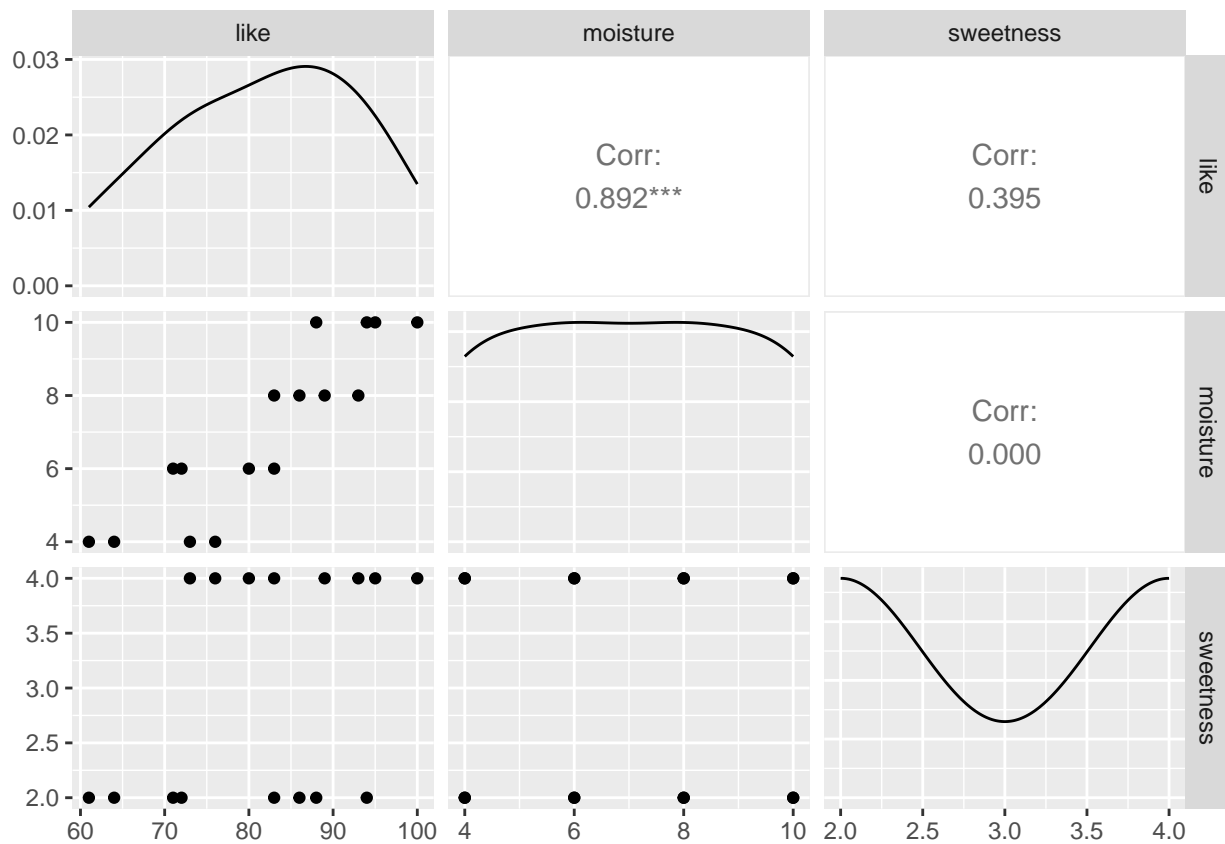 like moisture sweetness
0.03
0.02
0.01
0.00
Corr:
0.892***
Corr:
0.395
like
10
8
6
4
Corr:
0.000
moisture
4.0
3.5
3.0
2.5
2.0
sweetness
60 70 80 90 100 4 6 8 10 2.0 2.5 3.0 3.5 4.0